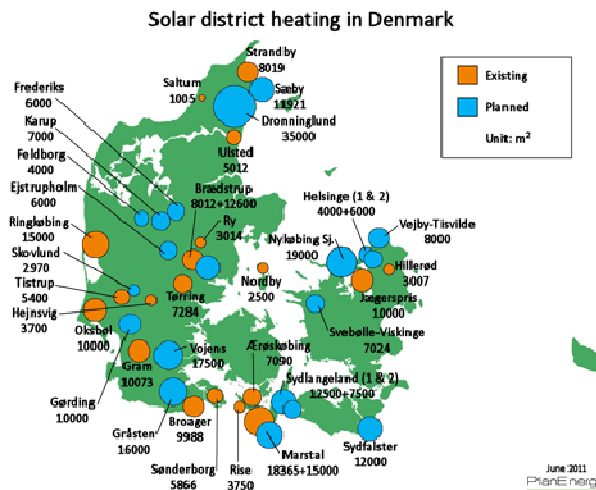 Solar district heating in Denmark
Strandby
8019
Existing
Frederiks
6000
Saltum
1005
Sæby
11921
Planned
Karup
7000
Dronninglund
35000
Unit: m²
Feldborg
4000
Ulsted
5012
Ejstrupholm
6000
Brædstrup
8012+12600
Helsinge (1 & 2)
4000+6000
Ringkøbing
15000
Ry
3014
Vejby-Tisvilde
8000
Nykøbing Sj.
19000
Skovlund
2970
Hillerød
3007
Tistrup
5400
Nordby
2500
Tørring
7284
Jægerspris
10000
Hejnsvig
3700
Oksbøl
10000
Svebølle-Viskinge
7024
Ærøskøbing
7090
Vojens
17500
Gram
10073
Sydlangeland (1 & 2)
12500+7500
Gørding
10000
Gråsten
16000
Broager
9988
Sydfalster
12000
Marstal
18365+15000
Sønderborg
5866
Rise
3750
June 2011
PlanEnergi